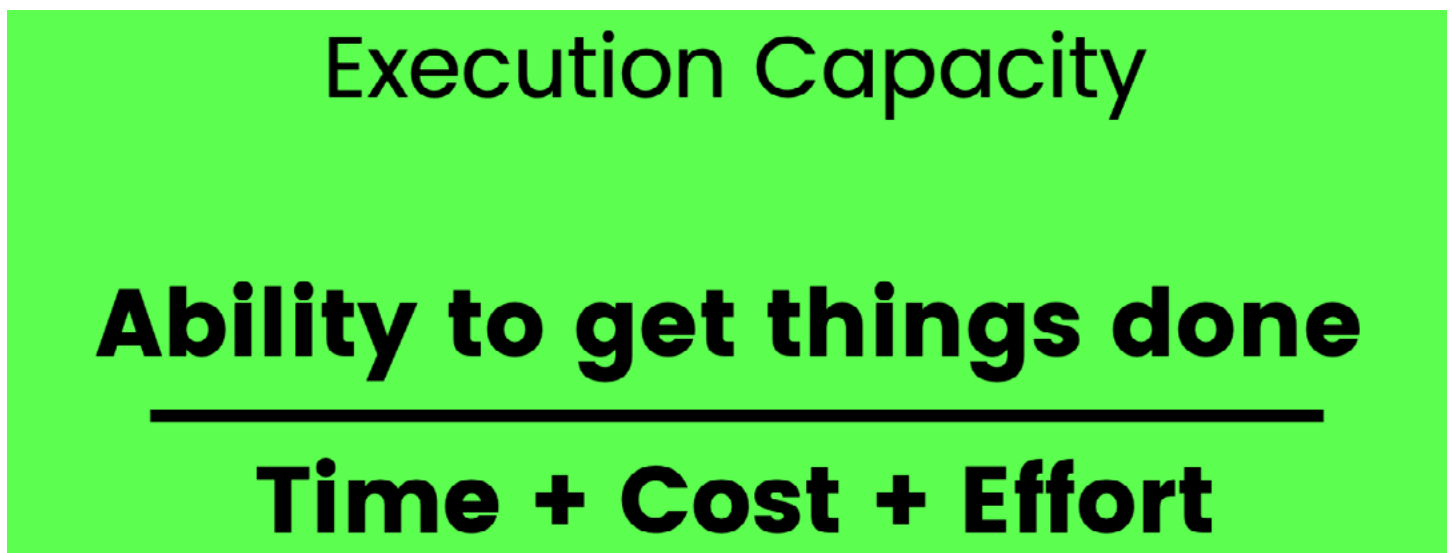 Execution Capacity
Ability to get things done
Time + Cost + Effort